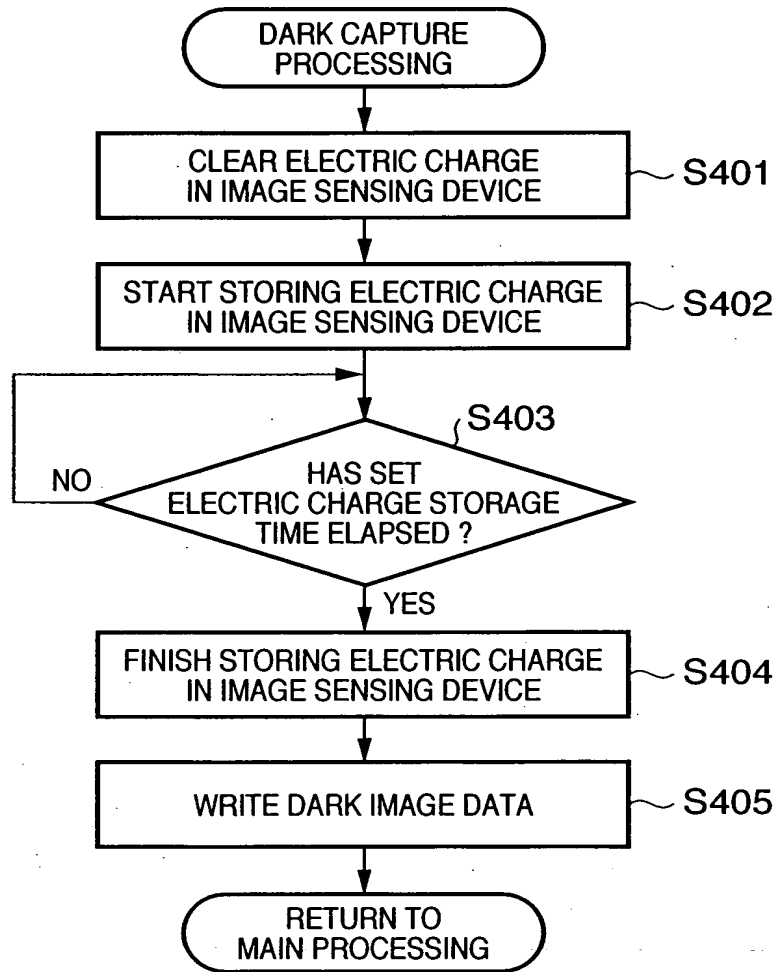 DARK CAPTURE
PROCESSING
CLEAR ELECTRIC CHARGE
IN IMAGE SENSING DEVICE
S401
START STORING ELECTRIC CHARGE
IN IMAGE SENSING DEVICE
S402
S403
HAS SET
ELECTRIC CHARGE STORAGE
TIME ELAPSED ?
NO
YES
FINISH STORING ELECTRIC CHARGE
IN IMAGE SENSING DEVICE
S404
WRITE DARK IMAGE DATA
S405
RETURN TO
MAIN PROCESSING